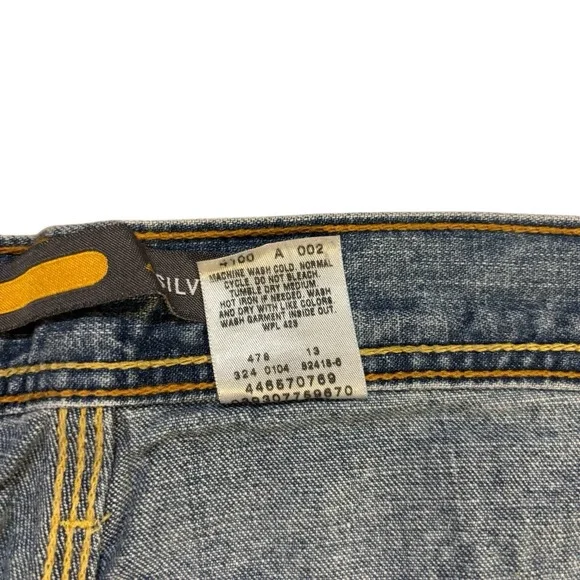 SILV
4100 A 002
MACHINE WASH COLD. NORMAL
CYCLE. DO NOT BLEACH.
TUMBLE DRY MEDIUM.
HOT IRON IF NEEDED. WASH
AND DRY WITH LIKE COLORS
WASH GARMENT INSIDE OUT.
WPL 423
478 13
324 0104 82418-6
446570769